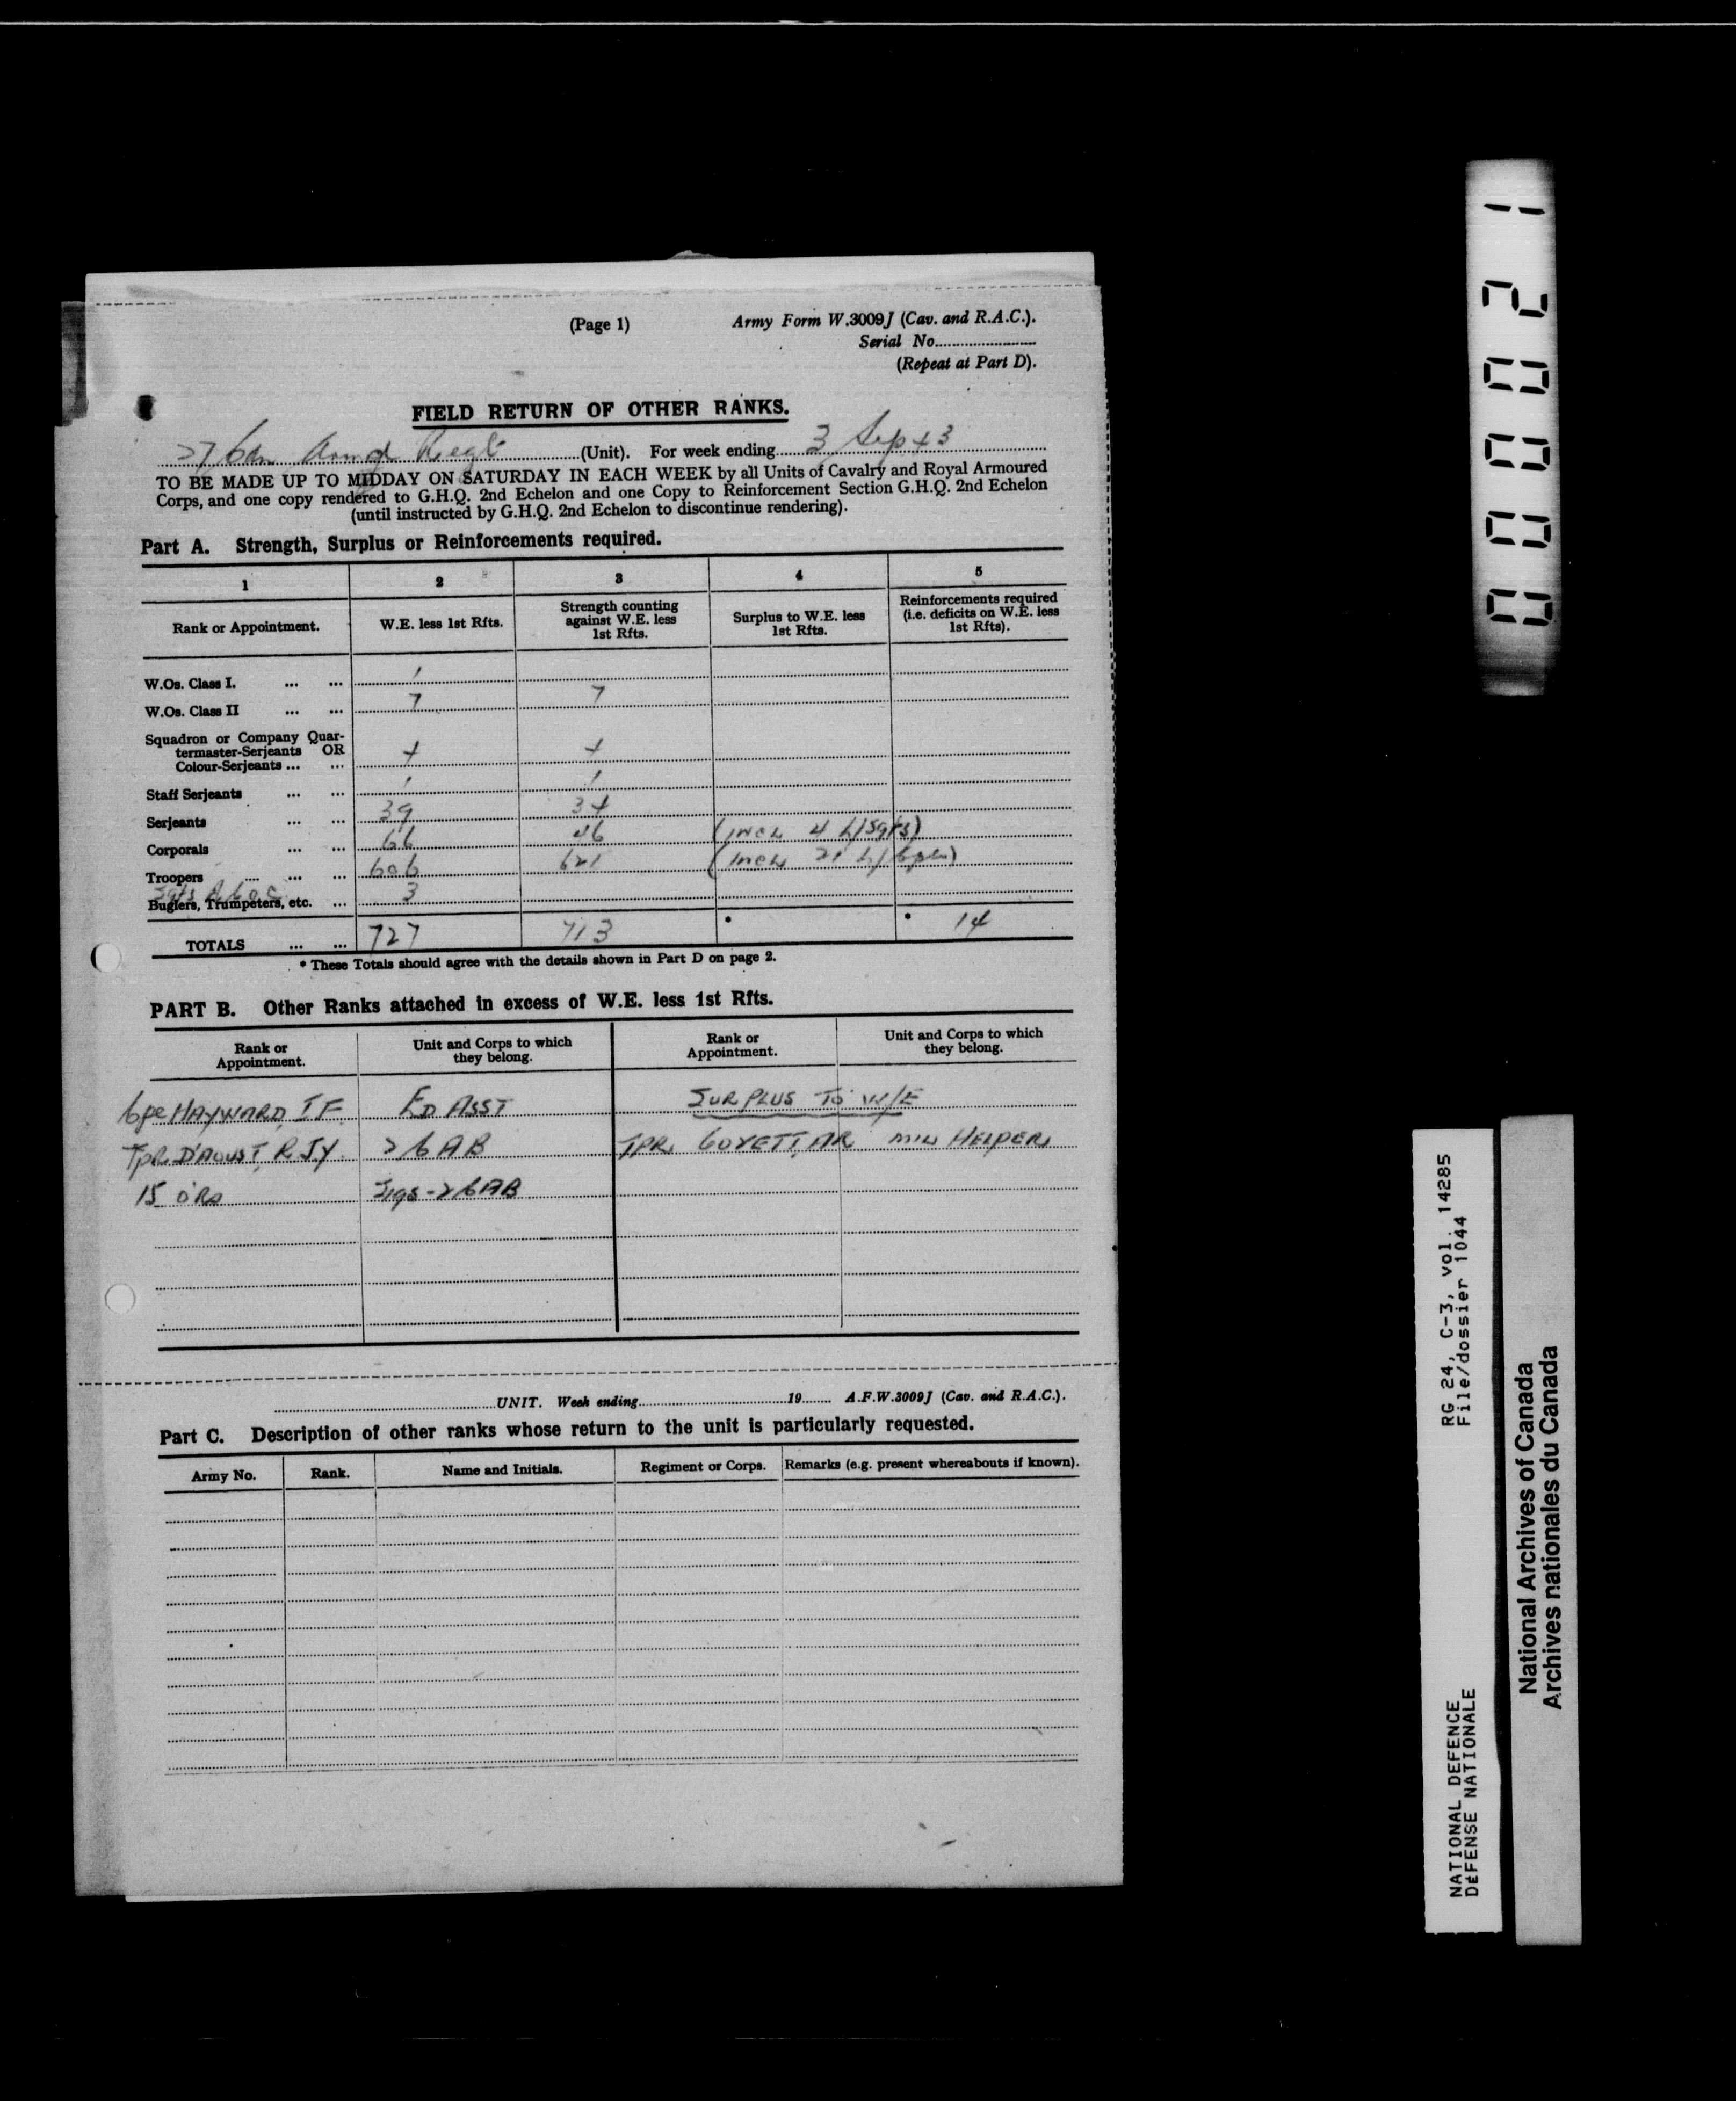 (Page 1)
Army Form W.3009J (Cav. and R.A.C.).
Serial No.
(Repeat at Part D).
FIELD RETURN OF OTHER RANKS.
27 Can Armd Regt (Unit). For week ending 3 Sep 43
TO BE MADE UP TO MIDDAY ON SATURDAY IN EACH WEEK by all Units of Cavalry and Royal Armoured
Corps, and one copy rendered to G.H.Q. 2nd Echelon and one Copy to Reinforcement Section G.H.Q. 2nd Echelon
(until instructed by G.H.Q. 2nd Echelon to discontinue rendering).
Part A. Strength, Surplus or Reinforcements required.
1 2 3 4 5
Rank or Appointment. W.E. less 1st Rfts. Strength counting against W.E. less 1st Rfts. Surplus to W.E. less 1st Rfts. Reinforcements required (i.e. deficits on W.E. less 1st Rfts).
W.Os. Class I. ... ... 1
W.Os. Class II ... ... 7 7
Squadron or Company Quar-
termaster-Serjeants OR
Colour-Serjeants ... ... 4 4
Staff Serjeants ... ... 1 1
Serjeants ... ... 39 34
Corporals ... ... 66 46 (incl 4 L/Sgts)
Troopers ... ... ... 606 621 (incl 21 L/Cpls)
Buglers, Trumpeters, etc. ... 3
TOTALS ... ... 727 713 * * 14
* These Totals should agree with the details shown in Part D on page 2.
PART B. Other Ranks attached in excess of W.E. less 1st Rfts.
Rank or Appointment. Unit and Corps to which they belong. Rank or Appointment. Unit and Corps to which they belong.
Cpl HAYWARD, I F ED ASST SURPLUS TO W/E
Tpr D'AOUST, R J Y 2 CAB TPR. GOYETT, AR MIN HELPER
15 ORs Sigs - 2 CAB
UNIT. Week ending 19 A.F.W.3009J (Cav. and R.A.C.).
Part C. Description of other ranks whose return to the unit is particularly requested.
Army No. Rank. Name and Initials. Regiment or Corps. Remarks (e.g. present whereabouts if known).
000021
RG 24, C-3, vol. 14285
File/dossier 1044
NATIONAL DEFENCE
DÉFENSE NATIONALE
National Archives of Canada
Archives nationales du Canada